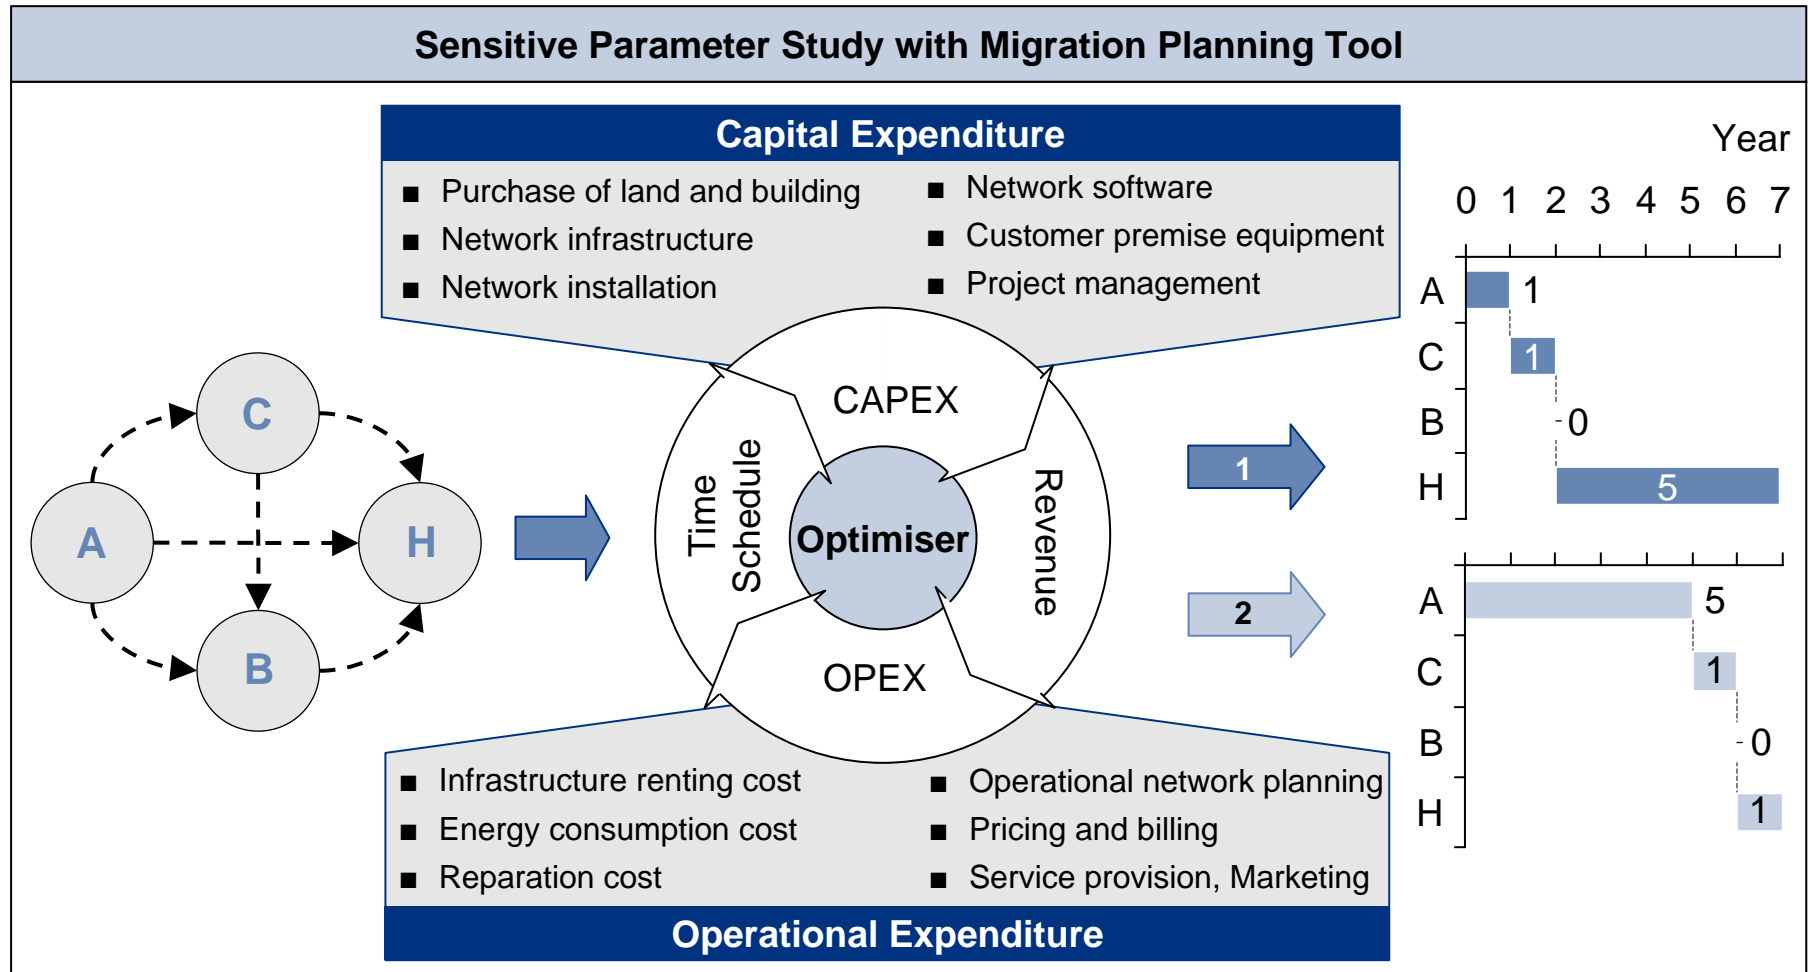 Sensitive Parameter Study with Migration Planning Tool
Capital Expenditure
■ Purchase of land and building
■ Network infrastructure
■ Network installation
■ Network software
■ Customer premise equipment
■ Project management
C
A
H
B
CAPEX
Time
Schedule
Revenue
Optimiser
OPEX
■ Infrastructure renting cost
■ Energy consumption cost
■ Reparation cost
■ Operational network planning
■ Pricing and billing
■ Service provision, Marketing
Operational Expenditure
1
2
Year
0 1 2 3 4 5 6 7
A 1
C 1
B 0
H 5
A 5
C 1
B 0
H 1